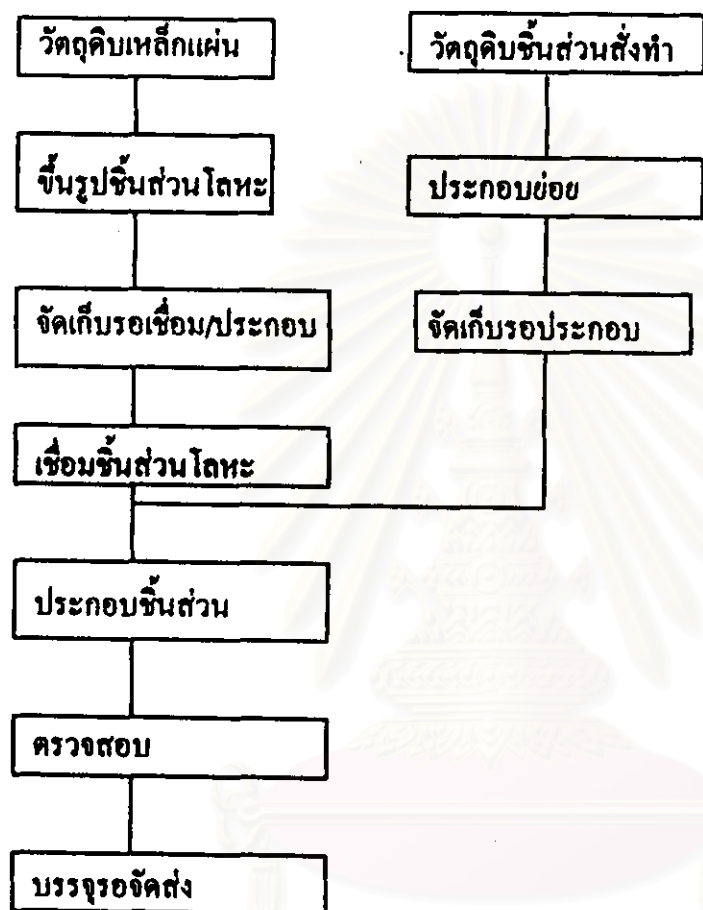 วัตถุดิบเหล็กแผ่น
วัตถุดิบชิ้นส่วนสั่งทำ
ขึ้นรูปชิ้นส่วนโลหะ
ประกอบย่อย
จัดเก็บรอเชื่อม/ประกอบ
จัดเก็บรอประกอบ
เชื่อมชิ้นส่วนโลหะ
ประกอบชิ้นส่วน
ตรวจสอบ
บรรจุรอจัดส่ง